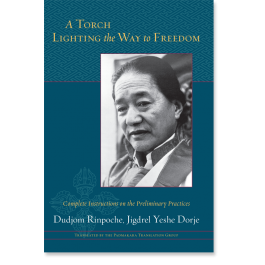 A Torch
Lighting the Way to Freedom
Complete Instructions on the Preliminary Practices
Dudjom Rinpoche, Jigdrel Yeshe Dorje
Translated by the Padmakara Translation Group